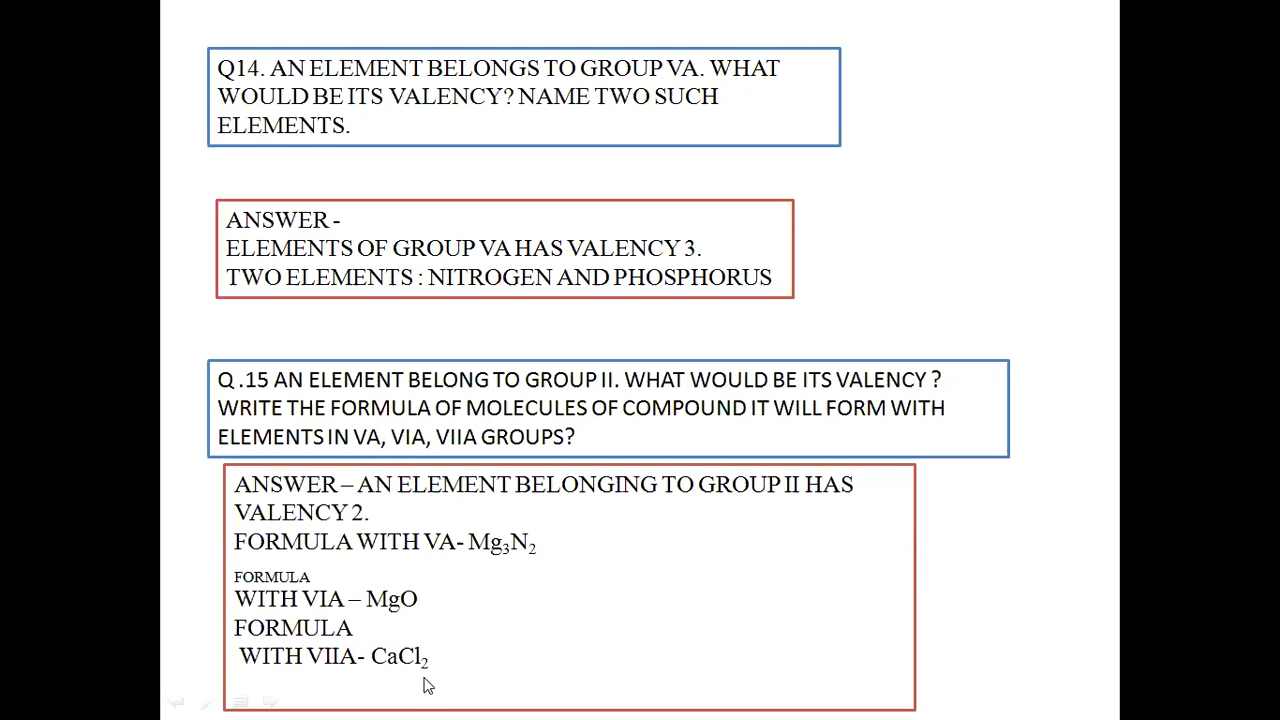 Q14. AN ELEMENT BELONGS TO GROUP VA. WHAT
WOULD BE ITS VALENCY? NAME TWO SUCH
ELEMENTS.
ANSWER -
ELEMENTS OF GROUP VA HAS VALENCY 3.
TWO ELEMENTS : NITROGEN AND PHOSPHORUS
Q .15 AN ELEMENT BELONG TO GROUP II. WHAT WOULD BE ITS VALENCY ?
WRITE THE FORMULA OF MOLECULES OF COMPOUND IT WILL FORM WITH
ELEMENTS IN VA, VIA, VIIA GROUPS?
ANSWER – AN ELEMENT BELONGING TO GROUP II HAS
VALENCY 2.
FORMULA WITH VA- Mg₃N₂
FORMULA
WITH VIA – MgO
FORMULA
WITH VIIA- CaCl₂